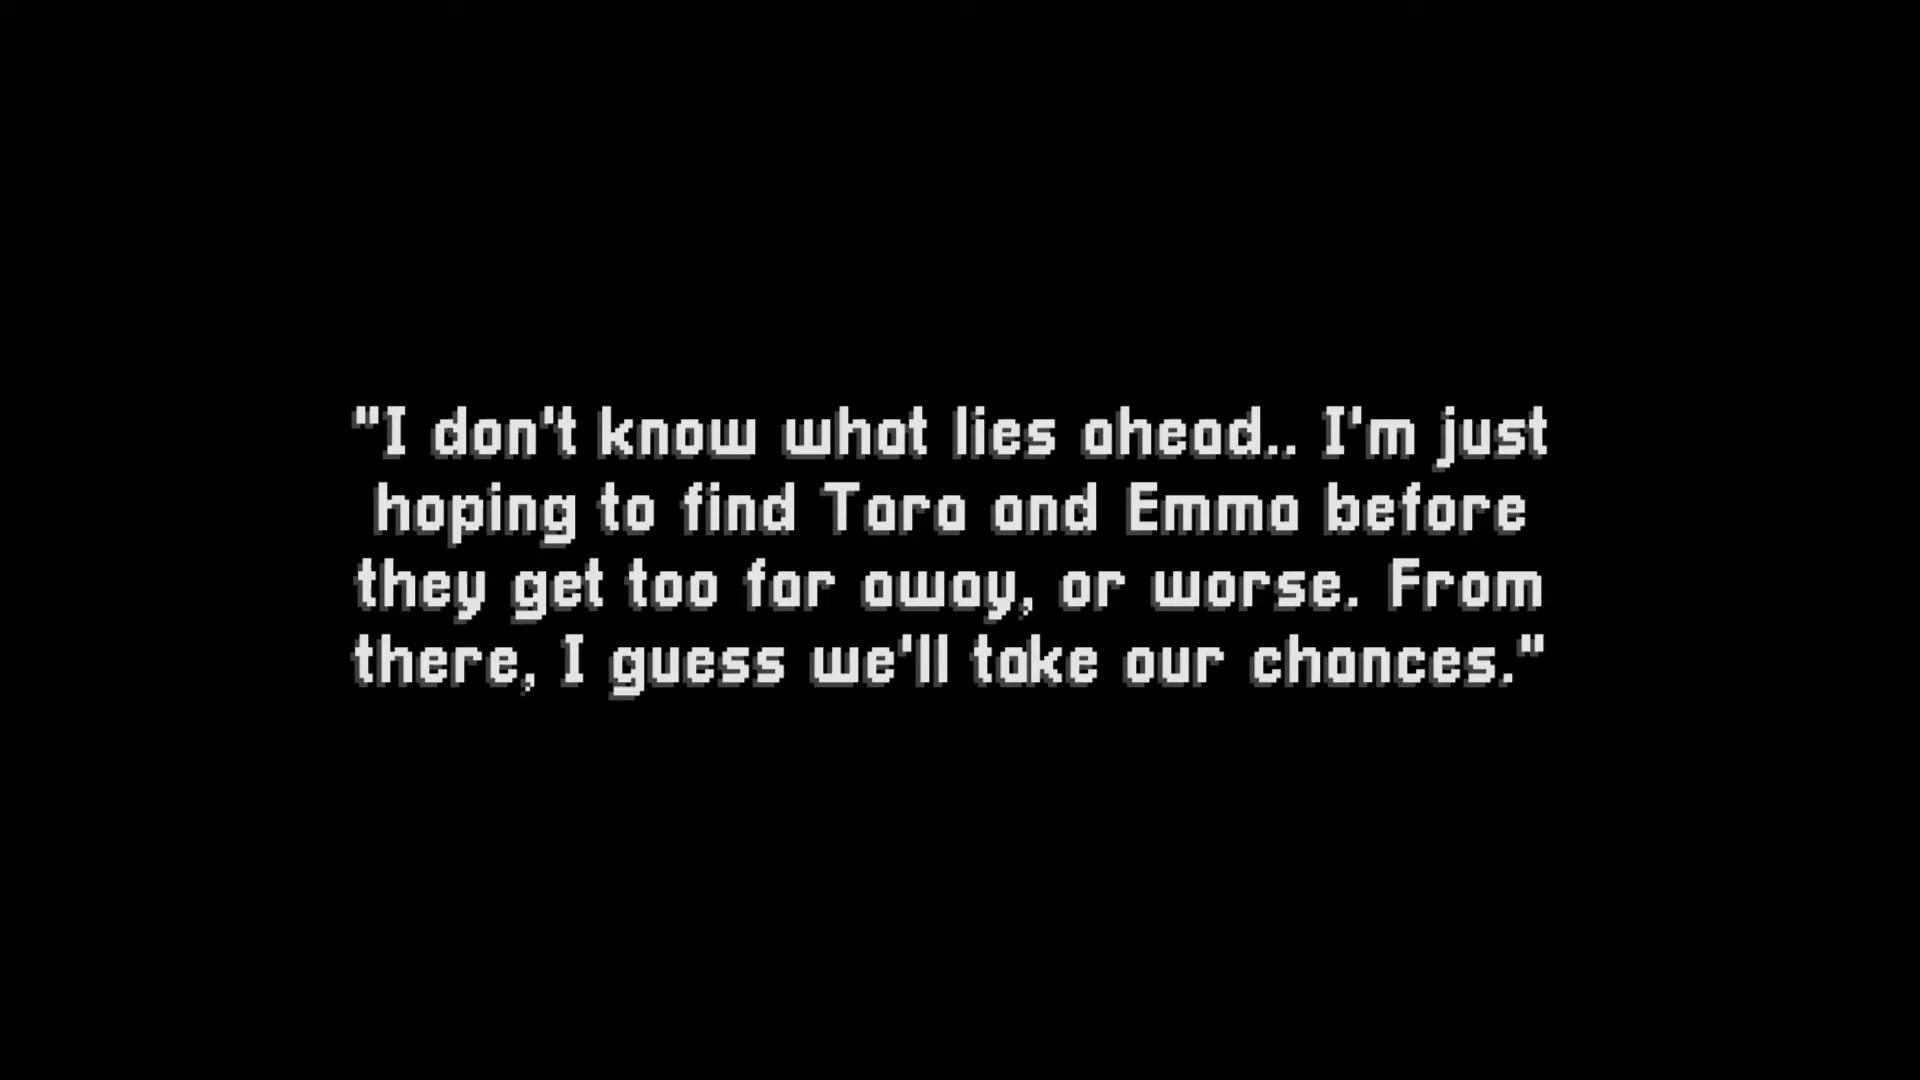 "I don't know what lies ahead.. I'm just
hoping to find Tara and Emma before
they get too far away, or worse. From
there, I guess we'll take our chances."